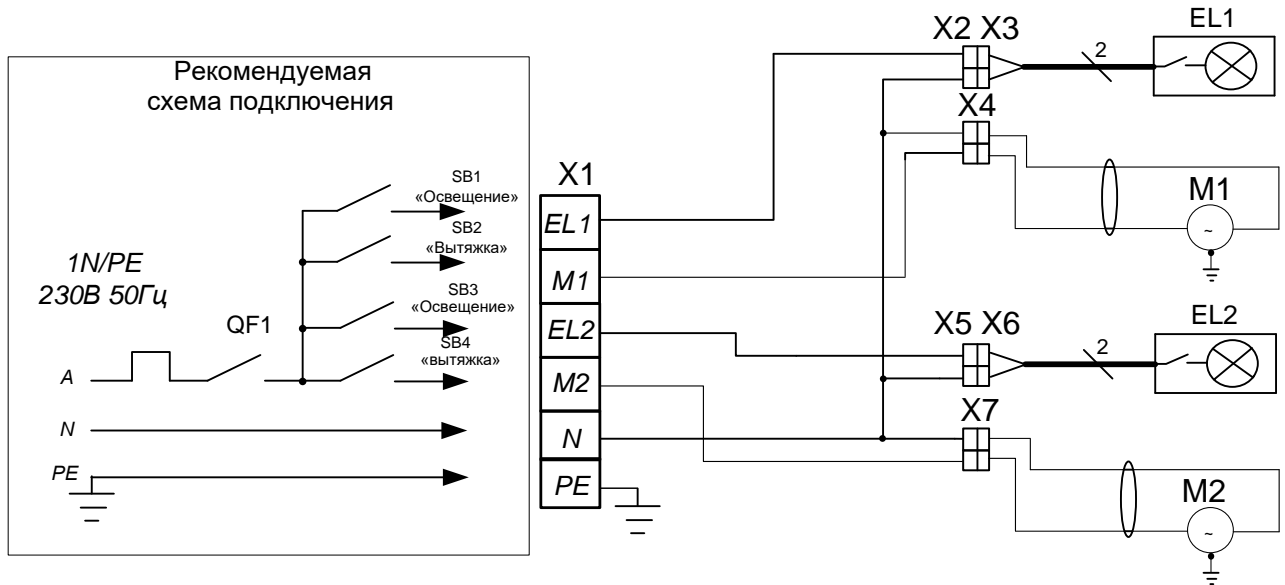 Рекомендуемая
схема подключения
1N/PE
230В 50Гц
QF1
SB1
«Освещение»
SB2
«Вытяжка»
SB3
«Освещение»
SB4
«вытяжка»
A
N
PE
X1
EL1
M1
EL2
M2
N
PE
X2 X3
2
EL1
X4
M1
~
X5 X6
2
EL2
X7
M2
~